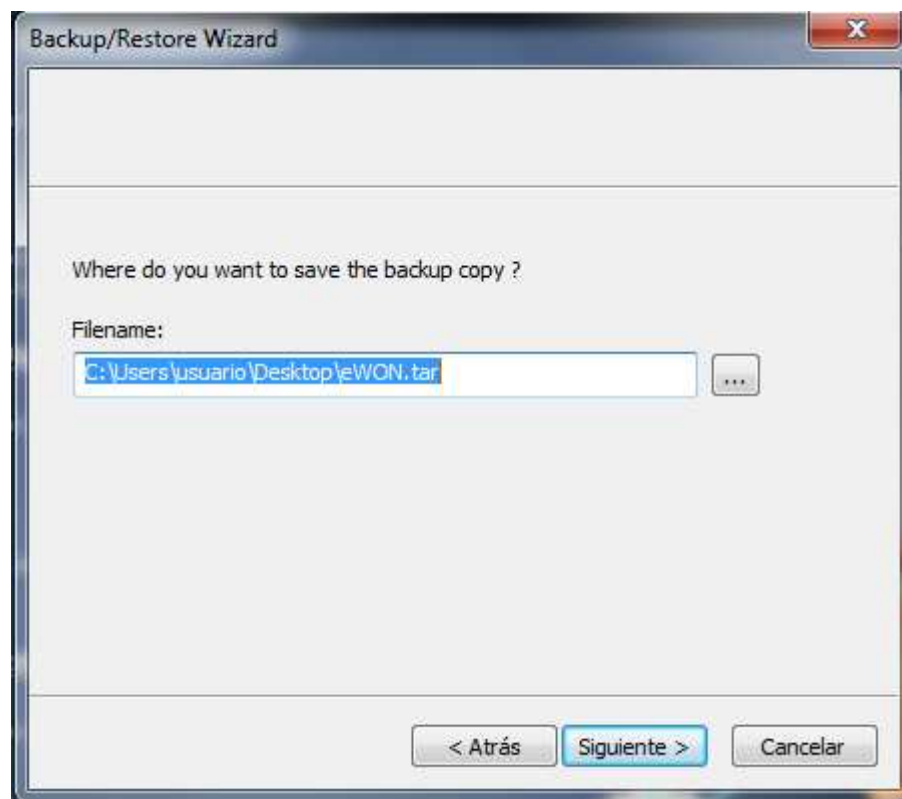 Backup/Restore Wizard
Where do you want to save the backup copy ?
Filename:
C:\Users\usuario\Desktop\eWON.tar
...
< Atrás Siguiente > Cancelar